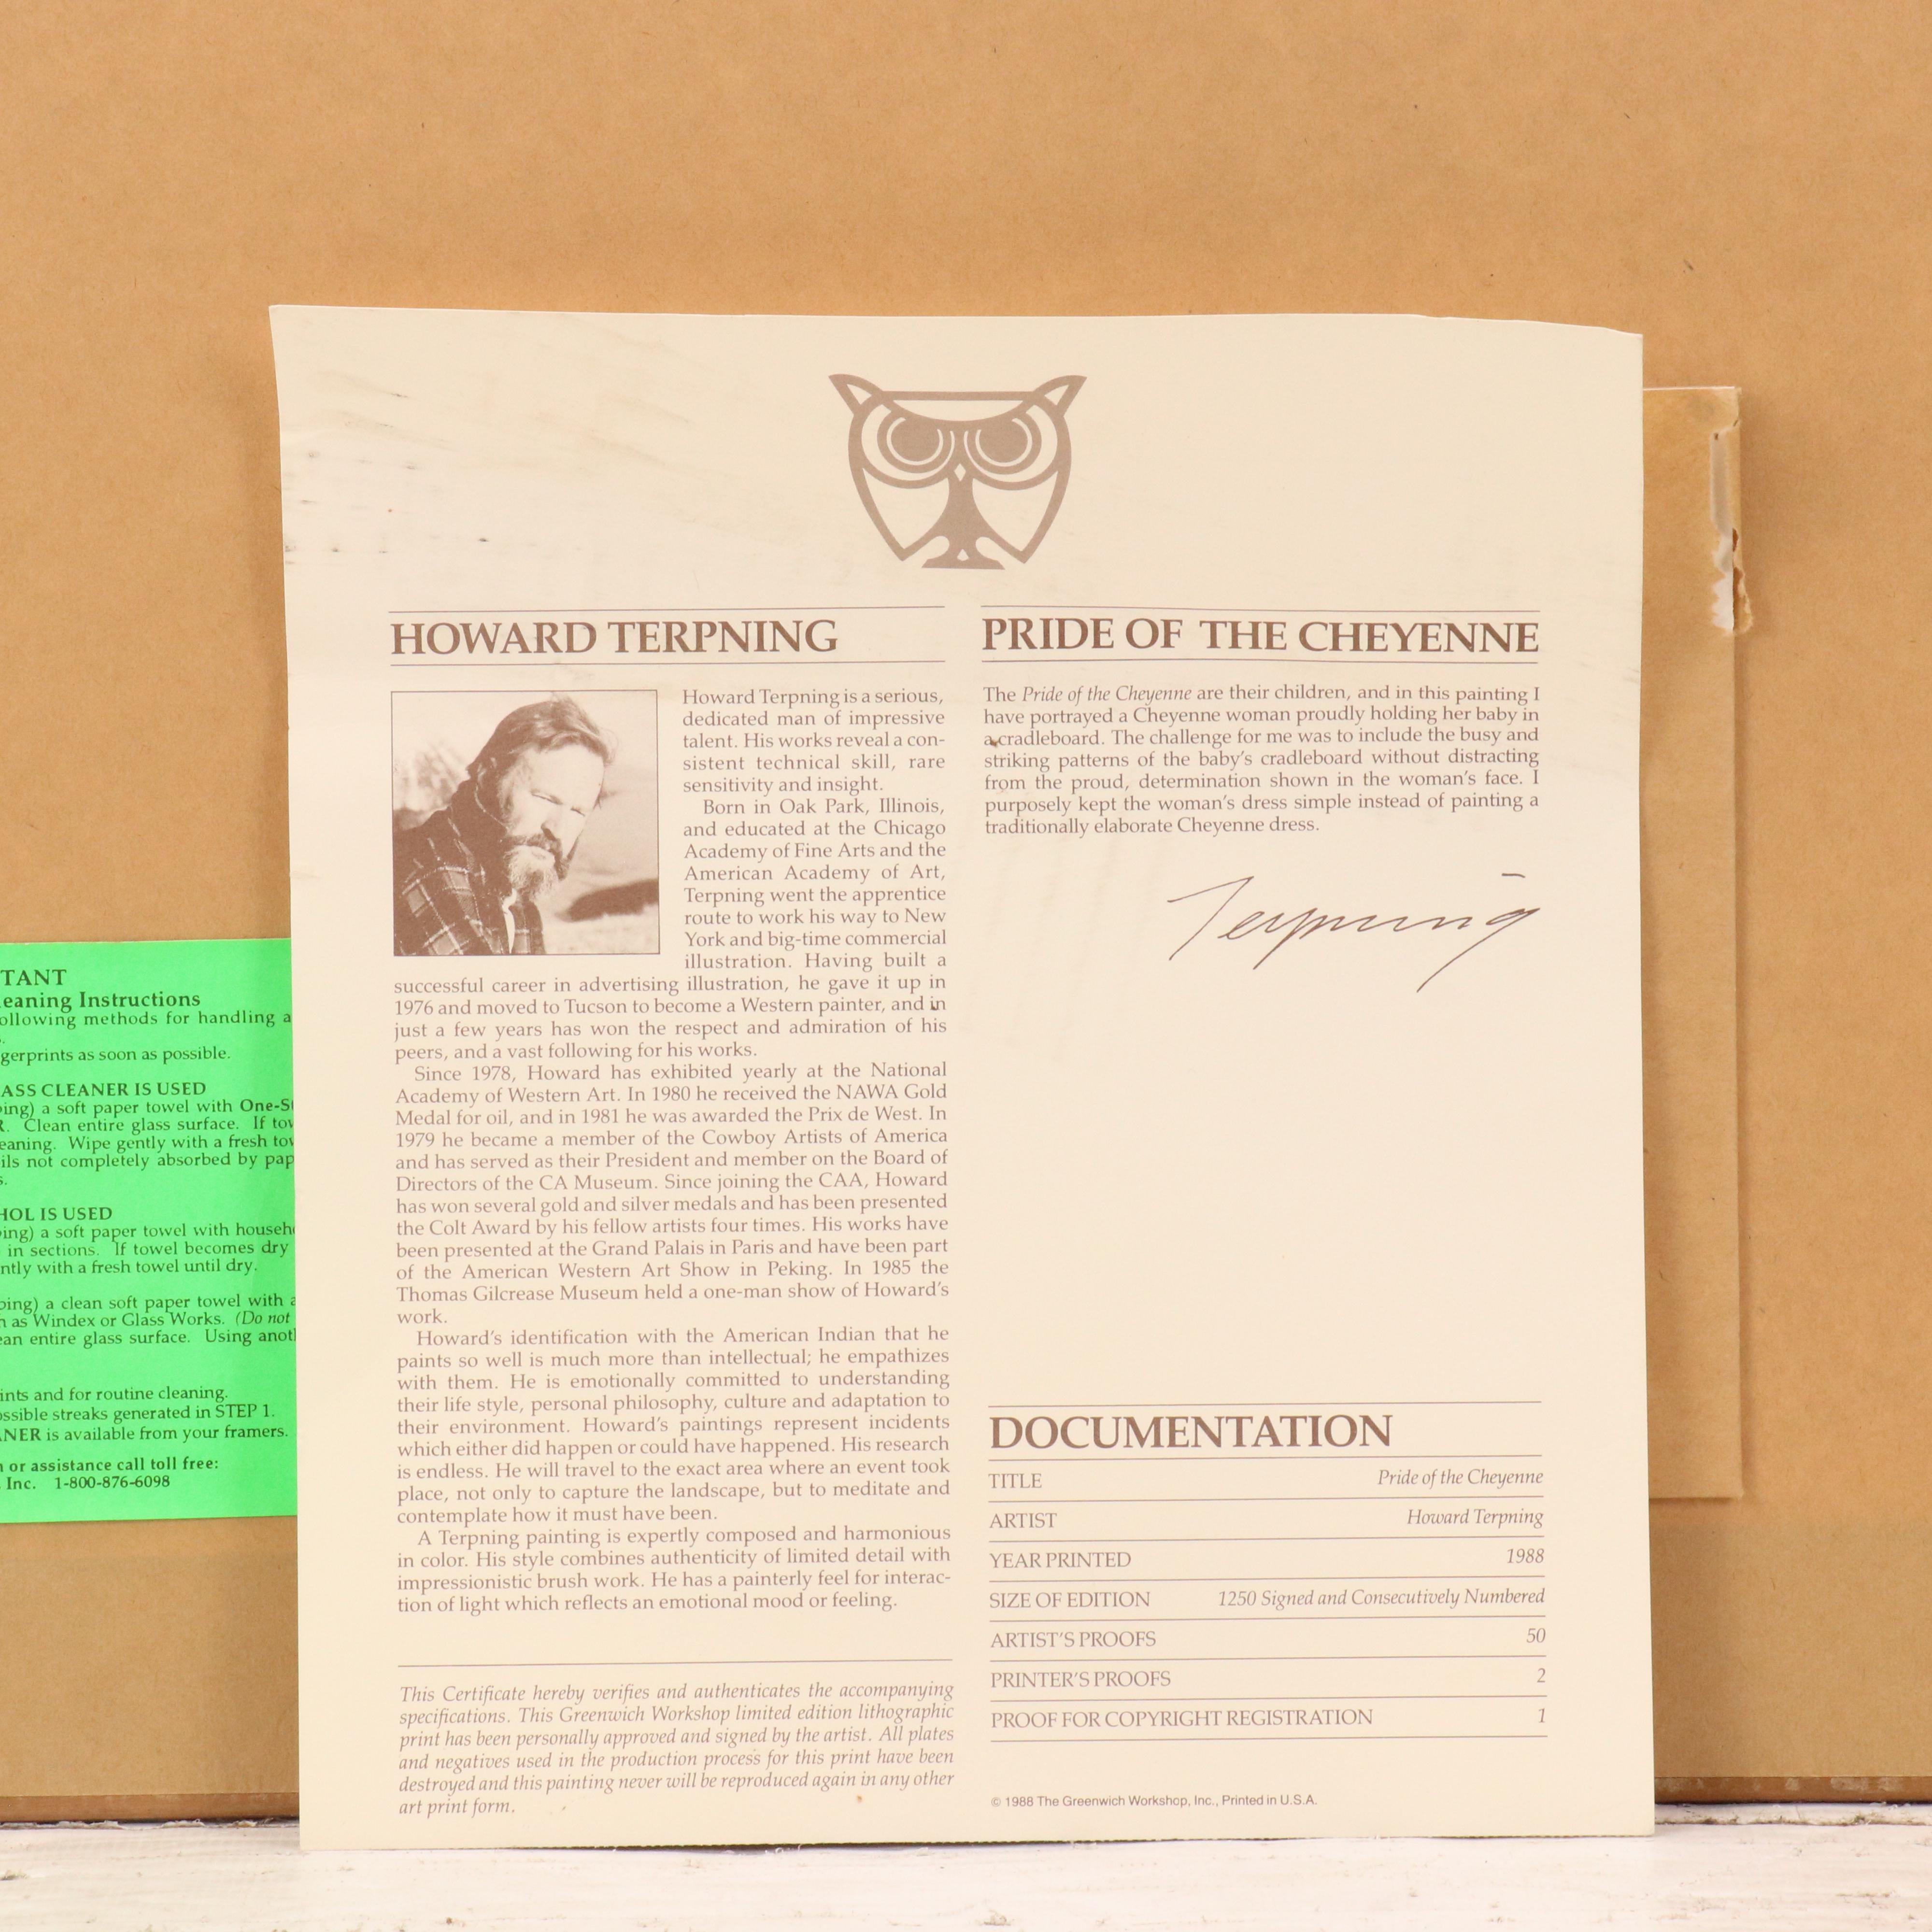 HOWARD TERPNING
Howard Terpning is a serious,
dedicated man of impressive
talent. His works reveal a con-
sistent technical skill, rare
sensitivity and insight.
Born in Oak Park, Illinois,
and educated at the Chicago
Academy of Fine Arts and the
American Academy of Art,
Terpning went the apprentice
route to work his way to New
York and big-time commercial
illustration. Having built a
successful career in advertising illustration, he gave it up in
1976 and moved to Tucson to become a Western painter, and in
just a few years has won the respect and admiration of his
peers, and a vast following for his works.
Since 1978, Howard has exhibited yearly at the National
Academy of Western Art. In 1980 he received the NAWA Gold
Medal for oil, and in 1981 he was awarded the Prix de West. In
1979 he became a member of the Cowboy Artists of America
and has served as their President and member on the Board of
Directors of the CA Museum. Since joining the CAA, Howard
has won several gold and silver medals and has been presented
the Colt Award by his fellow artists four times. His works have
been presented at the Grand Palais in Paris and have been part
of the American Western Art Show in Peking. In 1985 the
Thomas Gilcrease Museum held a one-man show of Howard's
work.
Howard's identification with the American Indian that he
paints so well is much more than intellectual; he empathizes
with them. He is emotionally committed to understanding
their life style, personal philosophy, culture and adaptation to
their environment. Howard's paintings represent incidents
which either did happen or could have happened. His research
is endless. He will travel to the exact area where an event took
place, not only to capture the landscape, but to meditate and
contemplate how it must have been.
A Terpning painting is expertly composed and harmonious
in color. His style combines authenticity of limited detail with
impressionistic brush work. He has a painterly feel for interac-
tion of light which reflects an emotional mood or feeling.
This Certificate hereby verifies and authenticates the accompanying
specifications. This Greenwich Workshop limited edition lithographic
print has been personally approved and signed by the artist. All plates
and negatives used in the production process for this print have been
destroyed and this painting never will be reproduced again in any other
art print form.
PRIDE OF THE CHEYENNE
The Pride of the Cheyenne are their children, and in this painting I
have portrayed a Cheyenne woman proudly holding her baby in
a cradleboard. The challenge for me was to include the busy and
striking patterns of the baby's cradleboard without distracting
from the proud, determination shown in the woman's face. I
purposely kept the woman's dress simple instead of painting a
traditionally elaborate Cheyenne dress.
Terpning
DOCUMENTATION
TITLE Pride of the Cheyenne
ARTIST Howard Terpning
YEAR PRINTED 1988
SIZE OF EDITION 1250 Signed and Consecutively Numbered
ARTIST'S PROOFS 50
PRINTER'S PROOFS 2
PROOF FOR COPYRIGHT REGISTRATION 1
© 1988 The Greenwich Workshop, Inc., Printed in U.S.A.
TANT
eaning Instructions
ollowing methods for handling a
gerprints as soon as possible.
ASS CLEANER IS USED
ing) a soft paper towel with One-S
R. Clean entire glass surface. If tow
eaning. Wipe gently with a fresh tow
ils not completely absorbed by pap
s.
HOL IS USED
ing) a soft paper towel with househ
in sections. If towel becomes dry
ntly with a fresh towel until dry.
ping) a clean soft paper towel with a
h as Windex or Glass Works. (Do not
ean entire glass surface. Using anot
ints and for routine cleaning.
ossible streaks generated in STEP 1.
ANER is available from your framers.
n or assistance call toll free:
Inc. 1-800-876-6098